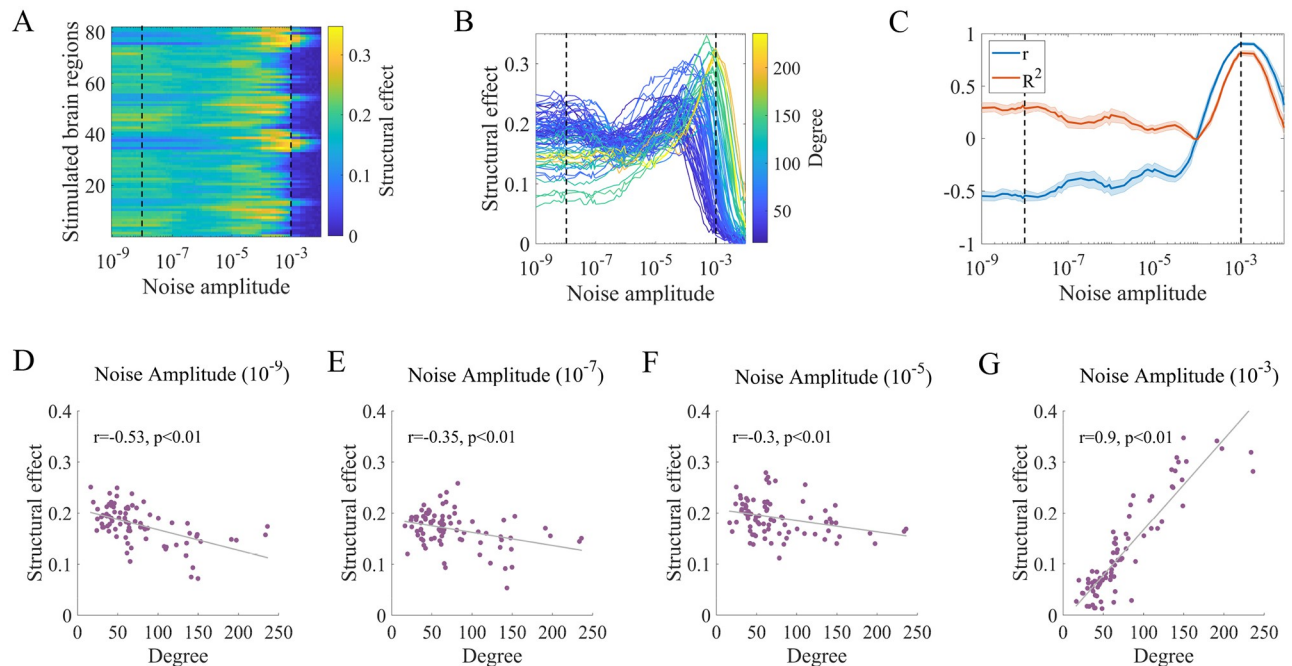 A
Stimulated brain regions
80
60
40
20
10-9
10-7
10-5
10-3
Noise amplitude
0.3
0.2
0.1
0
Structural effect
B
Structural effect
0.3
0.2
0.1
0
10-9
10-7
10-5
10-3
Noise amplitude
200
150
100
50
Degree
C
1
0.5
0
-0.5
-1
r
R2
10-9
10-7
10-5
10-3
Noise amplitude
D
Noise Amplitude (10-9)
r=-0.53, p<0.01
Structural effect
0.4
0.3
0.2
0.1
0
0 50 100 150 200 250
Degree
E
Noise Amplitude (10-7)
r=-0.35, p<0.01
Structural effect
0.4
0.3
0.2
0.1
0
0 50 100 150 200 250
Degree
F
Noise Amplitude (10-5)
r=-0.3, p<0.01
Structural effect
0.4
0.3
0.2
0.1
0
0 50 100 150 200 250
Degree
G
Noise Amplitude (10-3)
r=0.9, p<0.01
Structural effect
0.4
0.3
0.2
0.1
0
0 50 100 150 200 250
Degree